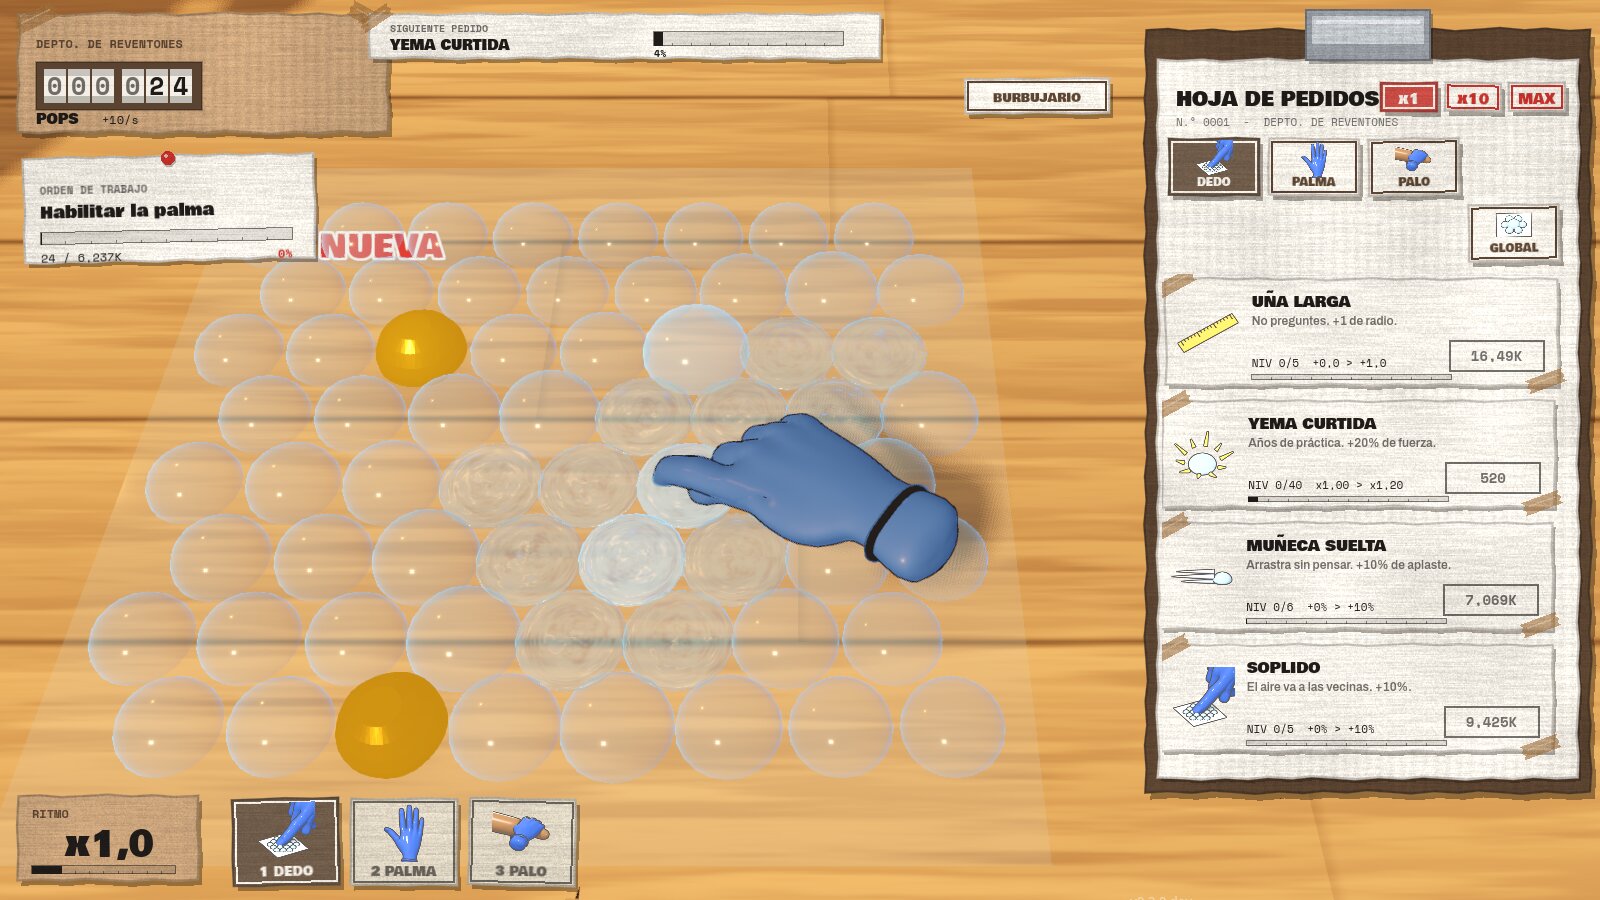 DEPTO. DE REVENTONES
000024
POPS +10/s
SIGUIENTE PEDIDO
YEMA CURTIDA
4%
BURBUJARIO
ORDEN DE TRABAJO
Habilitar la palma
24 / 6,237K 0%
NUEVA
HOJA DE PEDIDOS x1 x10 MAX
N.° 0001 - DEPTO. DE REVENTONES
DEDO PALMA PALO
GLOBAL
UÑA LARGA
No preguntes. +1 de radio.
NIV 0/5 +0,0 > +1,0 16,49K
YEMA CURTIDA
Años de práctica. +20% de fuerza.
NIV 0/40 x1,00 > x1,20 520
MUÑECA SUELTA
Arrastra sin pensar. +10% de aplaste.
NIV 0/6 +0% > +10% 7,069K
SOPLIDO
El aire va a las vecinas. +10%.
NIV 0/5 +0% > +10% 9,425K
RITMO
x1,0
1 DEDO 2 PALMA 3 PALO